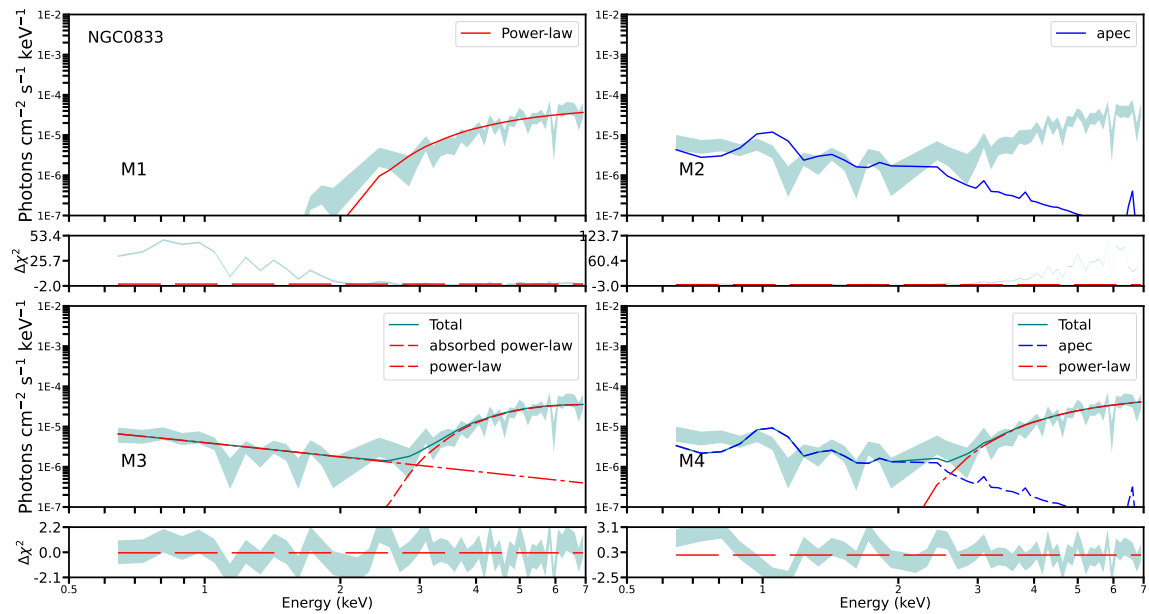 NGC0833
Power-law
M1
Photons cm⁻² s⁻¹ keV⁻¹
1E-2
1E-3
1E-4
1E-5
1E-6
1E-7
apec
M2
1E-2
1E-3
1E-4
1E-5
1E-6
1E-7
Δχ²
53.4
25.7
-2.0
123.7
60.4
-3.0
Total
absorbed power-law
power-law
M3
Photons cm⁻² s⁻¹ keV⁻¹
1E-2
1E-3
1E-4
1E-5
1E-6
1E-7
Total
apec
power-law
M4
1E-2
1E-3
1E-4
1E-5
1E-6
1E-7
Δχ²
2.2
0.0
-2.1
0.5 1 2 3 4 5 6 7
Energy (keV)
3.1
0.3
-2.5
0.5 1 2 3 4 5 6 7
Energy (keV)